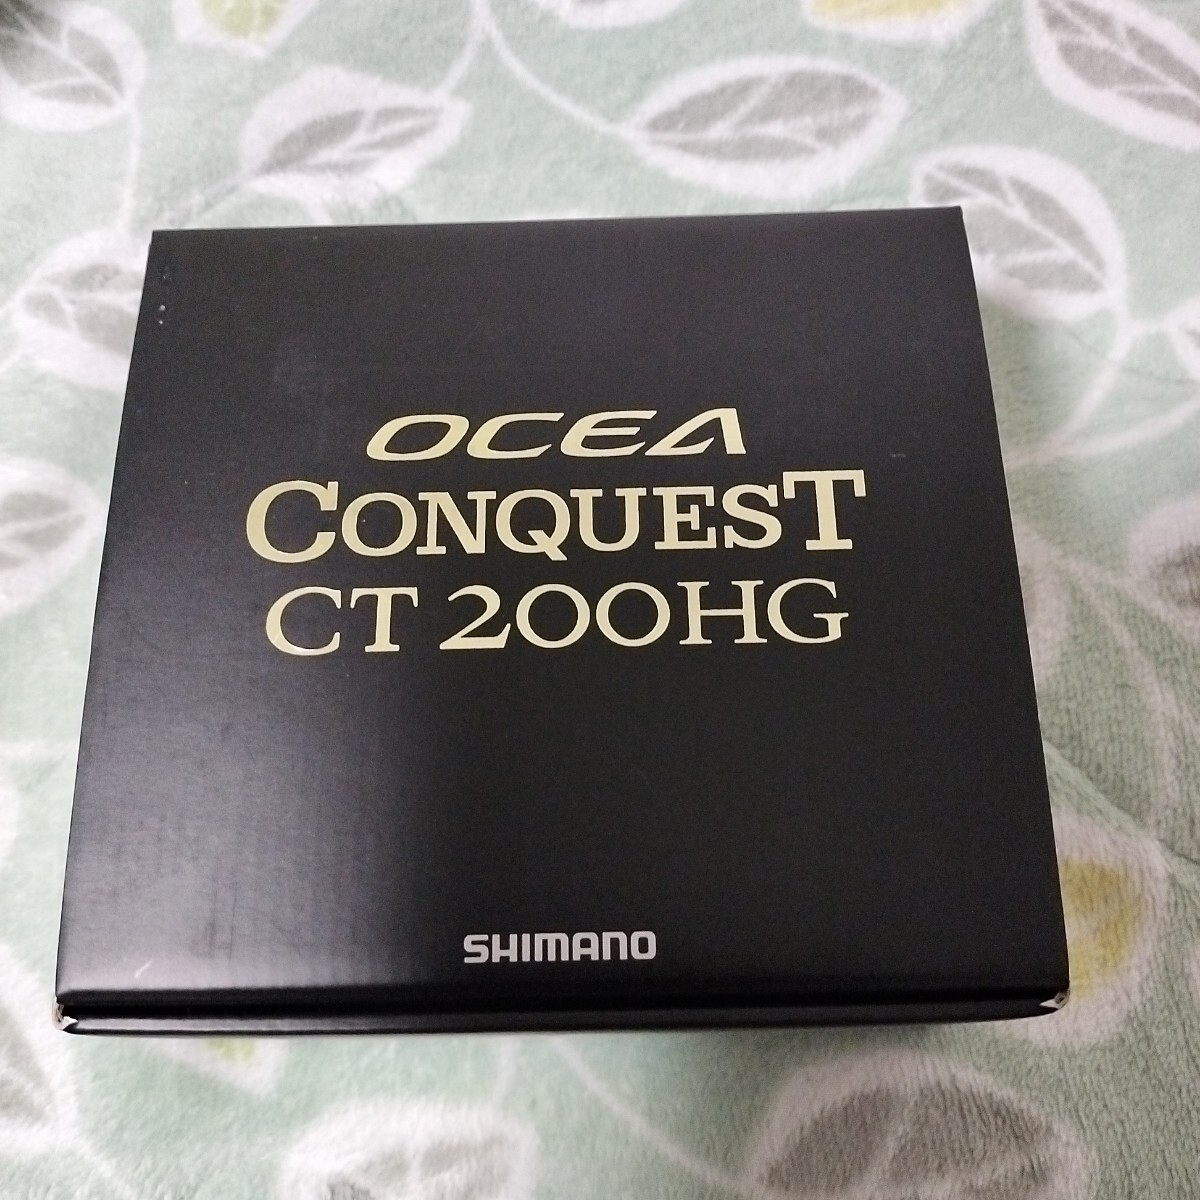 OCEA
CONQUEST
CT 200HG
SHIMANO